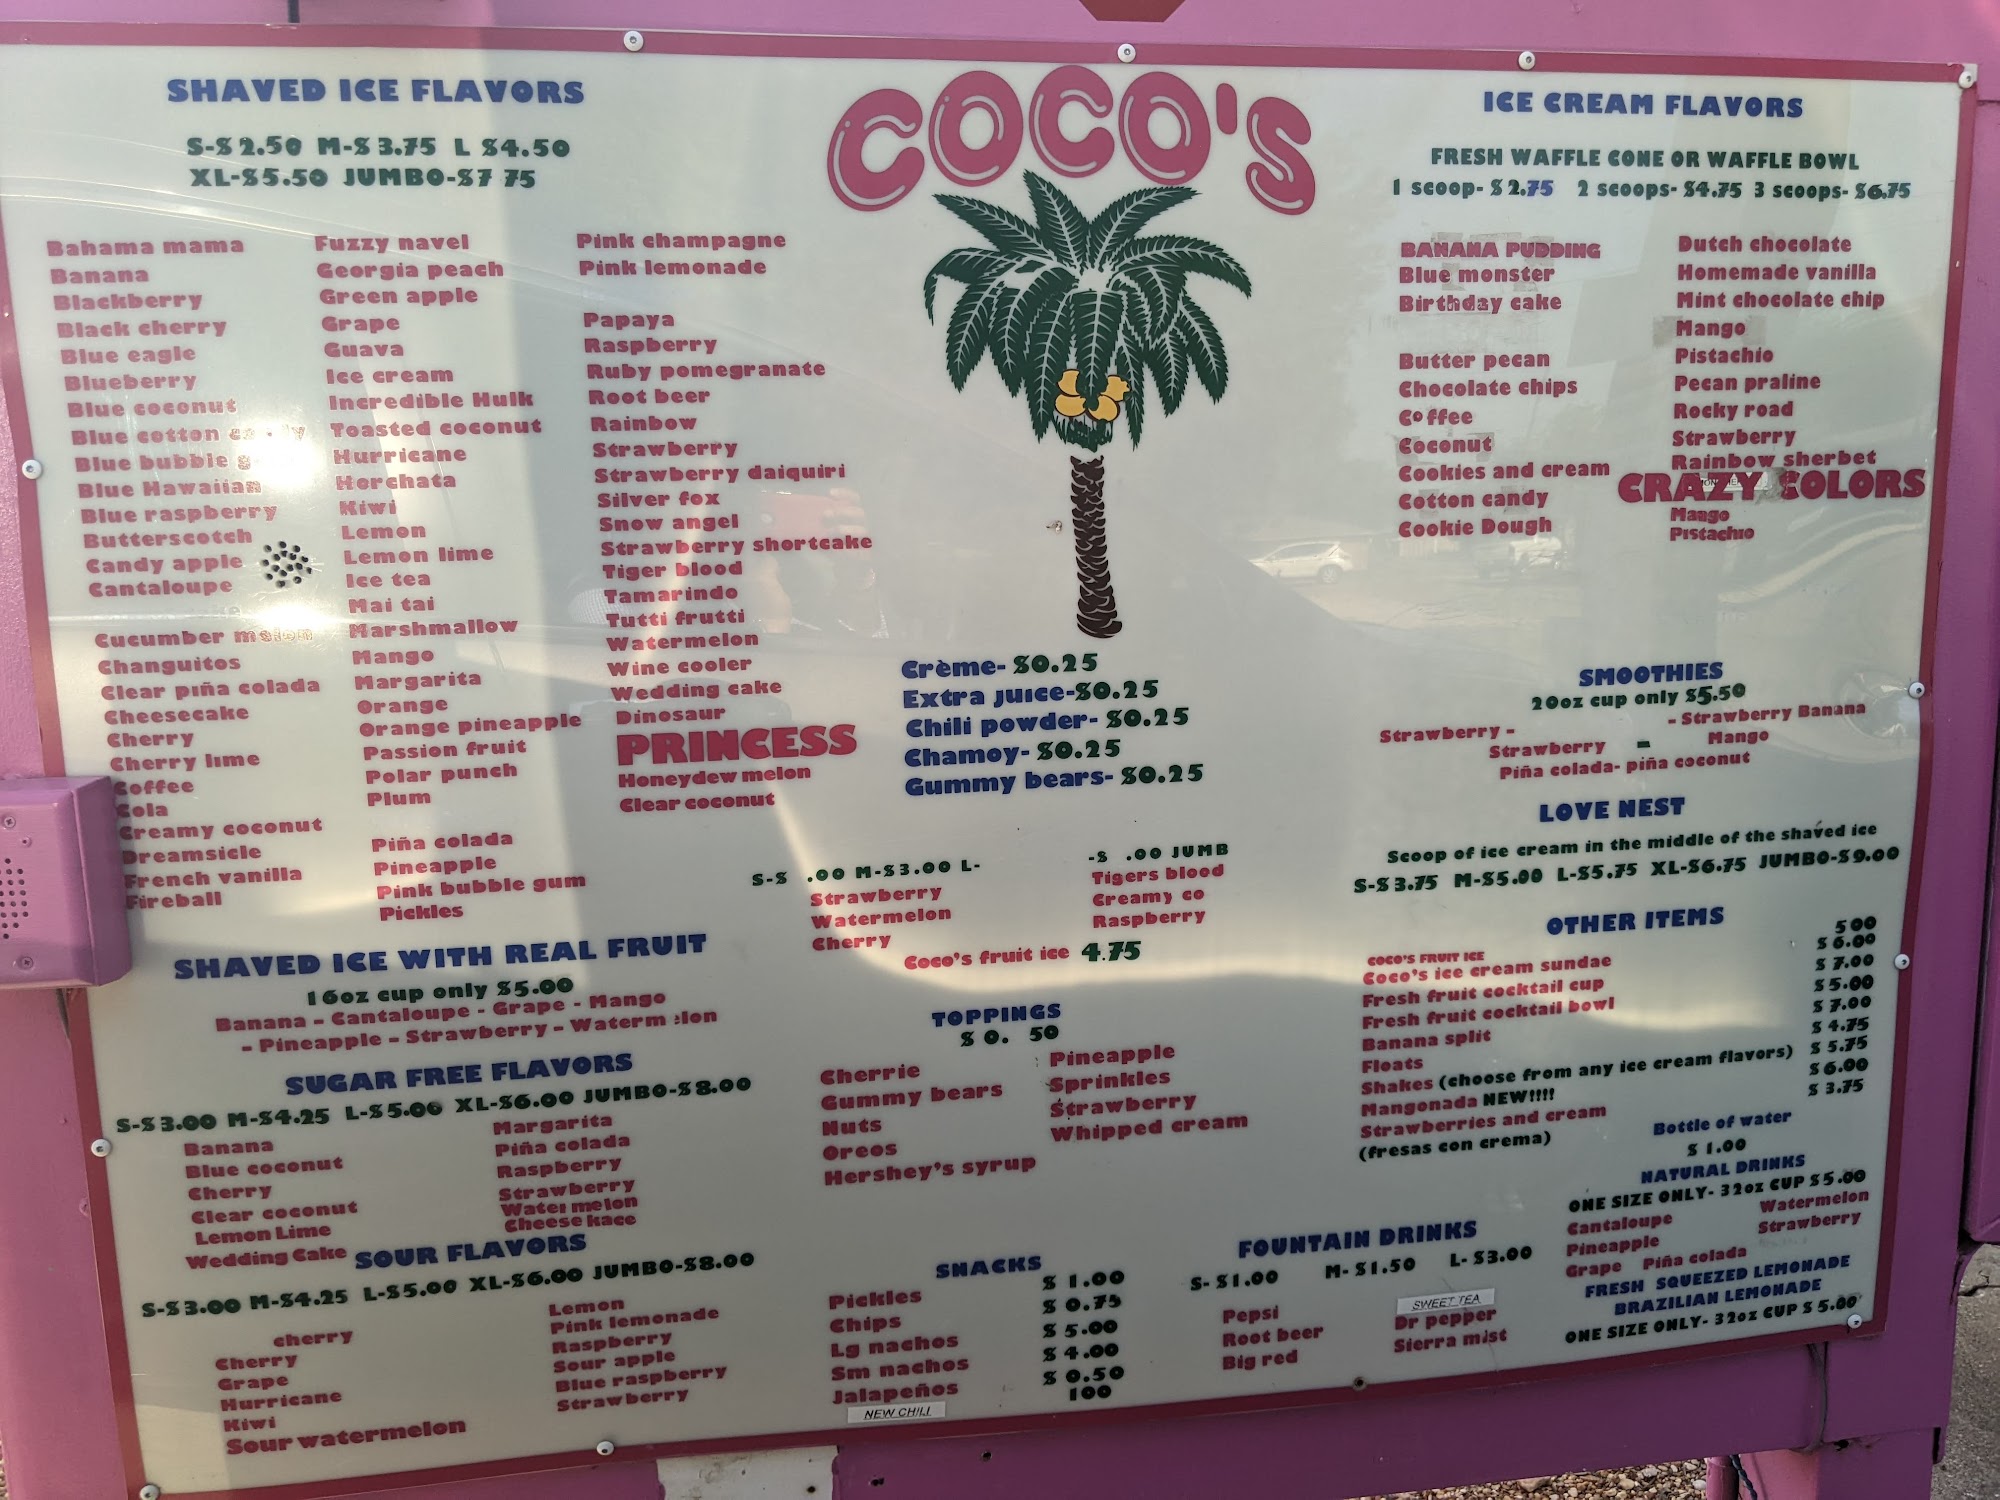 COCO'S
SHAVED ICE FLAVORS
S-$2.50 M-$3.75 L $4.50
XL-$5.50 JUMBO-$7 75
Bahama mama
Banana
Blackberry
Black cherry
Blue eagle
Blueberry
Blue coconut
Blue cotton
Blue bubble
Blue Hawaiian
Blue raspberry
Butterscotch
Candy apple
Cantaloupe
Cucumber melon
Changuitos
Clear piña colada
Cheesecake
Cherry
Cherry lime
Coffee
Cola
Creamy coconut
Dreamsicle
French vanilla
Fireball
Fuzzy navel
Georgia peach
Green apple
Grape
Guava
Ice cream
Incredible Hulk
Toasted coconut
Hurricane
Horchata
Kiwi
Lemon
Lemon lime
Ice tea
Mai tai
Marshmallow
Mango
Margarita
Orange
Orange pineapple
Passion fruit
Polar punch
Plum
Piña colada
Pineapple
Pink bubble gum
Pickles
Pink champagne
Pink lemonade
Papaya
Raspberry
Ruby pomegranate
Root beer
Rainbow
Strawberry
Strawberry daiquiri
Silver fox
Snow angel
Strawberry shortcake
Tiger blood
Tamarindo
Tutti frutti
Watermelon
Wine cooler
Wedding cake
Dinosaur
PRINCESS
Honeydew melon
Clear coconut
SHAVED ICE WITH REAL FRUIT
16oz cup only $5.00
Banana - Cantaloupe - Grape - Mango
- Pineapple - Strawberry - Watermelon
SUGAR FREE FLAVORS
S-$3.00 M-$4.25 L-$5.00 XL-$6.00 JUMBO-$8.00
Banana
Blue coconut
Cherry
Clear coconut
Lemon Lime
Wedding Cake
Margarita
Piña colada
Raspberry
Strawberry
Watermelon
Cheese kace
SOUR FLAVORS
S-$3.00 M-$4.25 L-$5.00 XL-$6.00 JUMBO-$8.00
cherry
Cherry
Grape
Hurricane
Kiwi
Sour watermelon
Lemon
Pink lemonade
Raspberry
Sour apple
Blue raspberry
Strawberry
Crème- $0.25
Extra juice-$0.25
Chili powder- $0.25
Chamoy- $0.25
Gummy bears- $0.25
S-$ .00 M-$3.00 L- -$ .00 JUMB
Strawberry
Watermelon
Cherry
Tigers blood
Creamy co
Raspberry
Coco's fruit ice 4.75
TOPPINGS
$ 0. 50
Cherrie
Gummy bears
Nuts
Oreos
Hershey's syrup
Pineapple
Sprinkles
Strawberry
Whipped cream
SNACKS
Pickles $ 1.00
Chips $ 0.75
Lg nachos $ 5.00
Sm nachos $ 4.00
Jalapeños $ 0.50
NEW CHILI 100
FOUNTAIN DRINKS
S- $1.00 M- $1.50 L- $3.00
Pepsi
Root beer
Big red
SWEET TEA
Dr pepper
Sierra mist
ICE CREAM FLAVORS
FRESH WAFFLE CONE OR WAFFLE BOWL
1 scoop- $2.75 2 scoops- $4.75 3 scoops- $6.75
BANANA PUDDING
Blue monster
Birthday cake
Butter pecan
Chocolate chips
Coffee
Coconut
Cookies and cream
Cotton candy
Cookie Dough
Dutch chocolate
Homemade vanilla
Mint chocolate chip
Mango
Pistachio
Pecan praline
Rocky road
Strawberry
Rainbow sherbet
CRAZY COLORS
Mango
Pistachio
SMOOTHIES
20oz cup only $5.50
Strawberry - - Strawberry Banana
Strawberry - Mango
Piña colada- piña coconut
LOVE NEST
Scoop of ice cream in the middle of the shaved ice
S-$3.75 M-$5.00 L-$5.75 XL-$6.75 JUMBO-$9.00
OTHER ITEMS
COCO'S FRUIT ICE 5 00
Coco's ice cream sundae $ 6.00
Fresh fruit cocktail cup $ 7.00
Fresh fruit cocktail bowl $ 5.00
Banana split $ 7.00
Floats $ 4.75
Shakes (choose from any ice cream flavors) $ 5.75
Mangonada NEW!!!! $ 6.00
Strawberries and cream $ 3.75
(fresas con crema)
Bottle of water
$ 1.00
NATURAL DRINKS
ONE SIZE ONLY- 32oz CUP $5.00
Cantaloupe
Pineapple
Grape Piña colada
Watermelon
Strawberry
FRESH SQUEEZED LEMONADE
BRAZILIAN LEMONADE
ONE SIZE ONLY- 32oz CUP $ 5.00